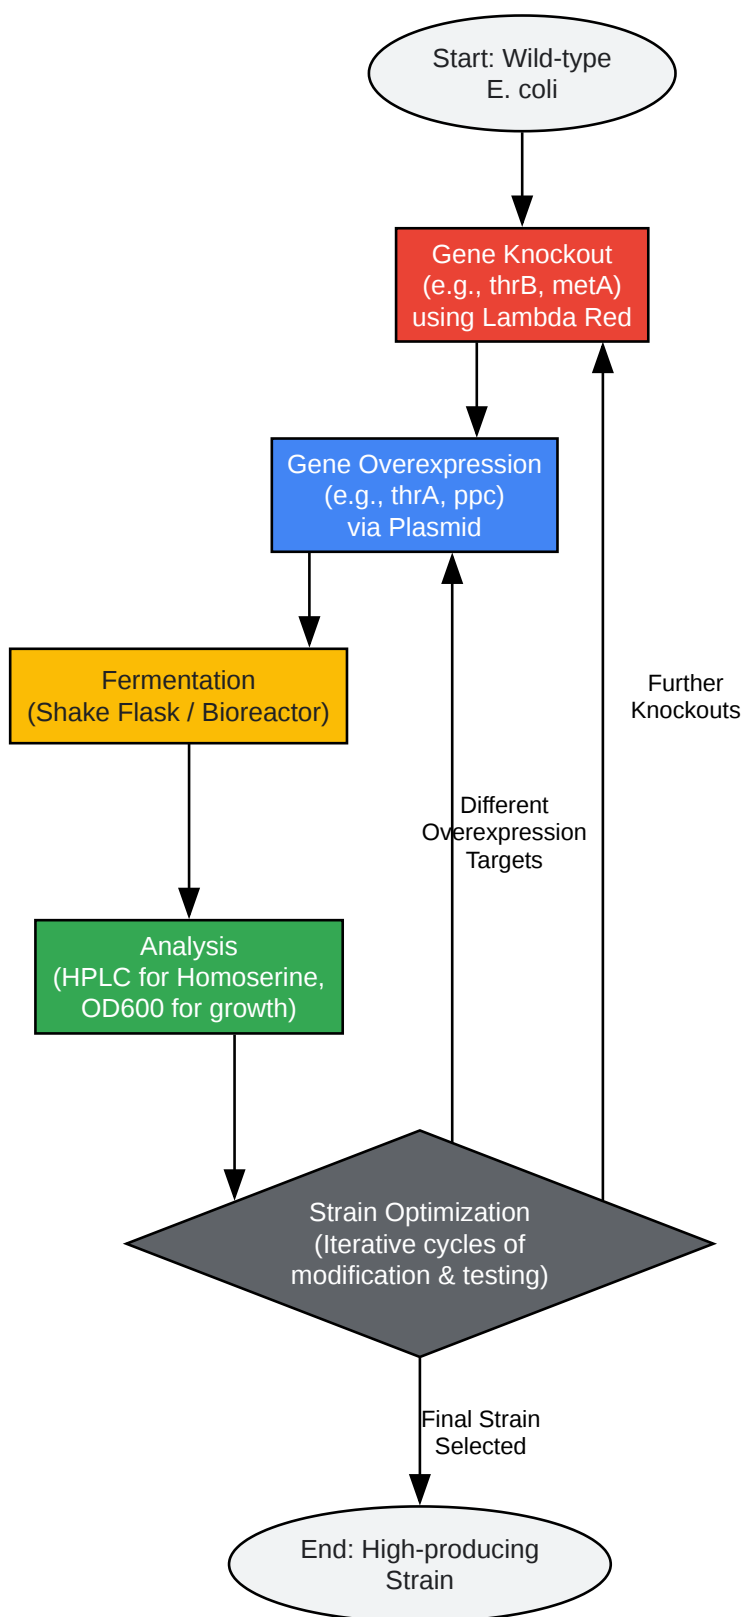 Start: Wild-type
E. coli
Gene Knockout
(e.g., thrB, metA)
using Lambda Red
Gene Overexpression
(e.g., thrA, ppc)
via Plasmid
Fermentation
(Shake Flask / Bioreactor)
Further
Knockouts
Different
Overexpression
Targets
Analysis
(HPLC for Homoserine,
OD600 for growth)
Strain Optimization
(Iterative cycles of
modification & testing)
Final Strain
Selected
End: High-producing
Strain